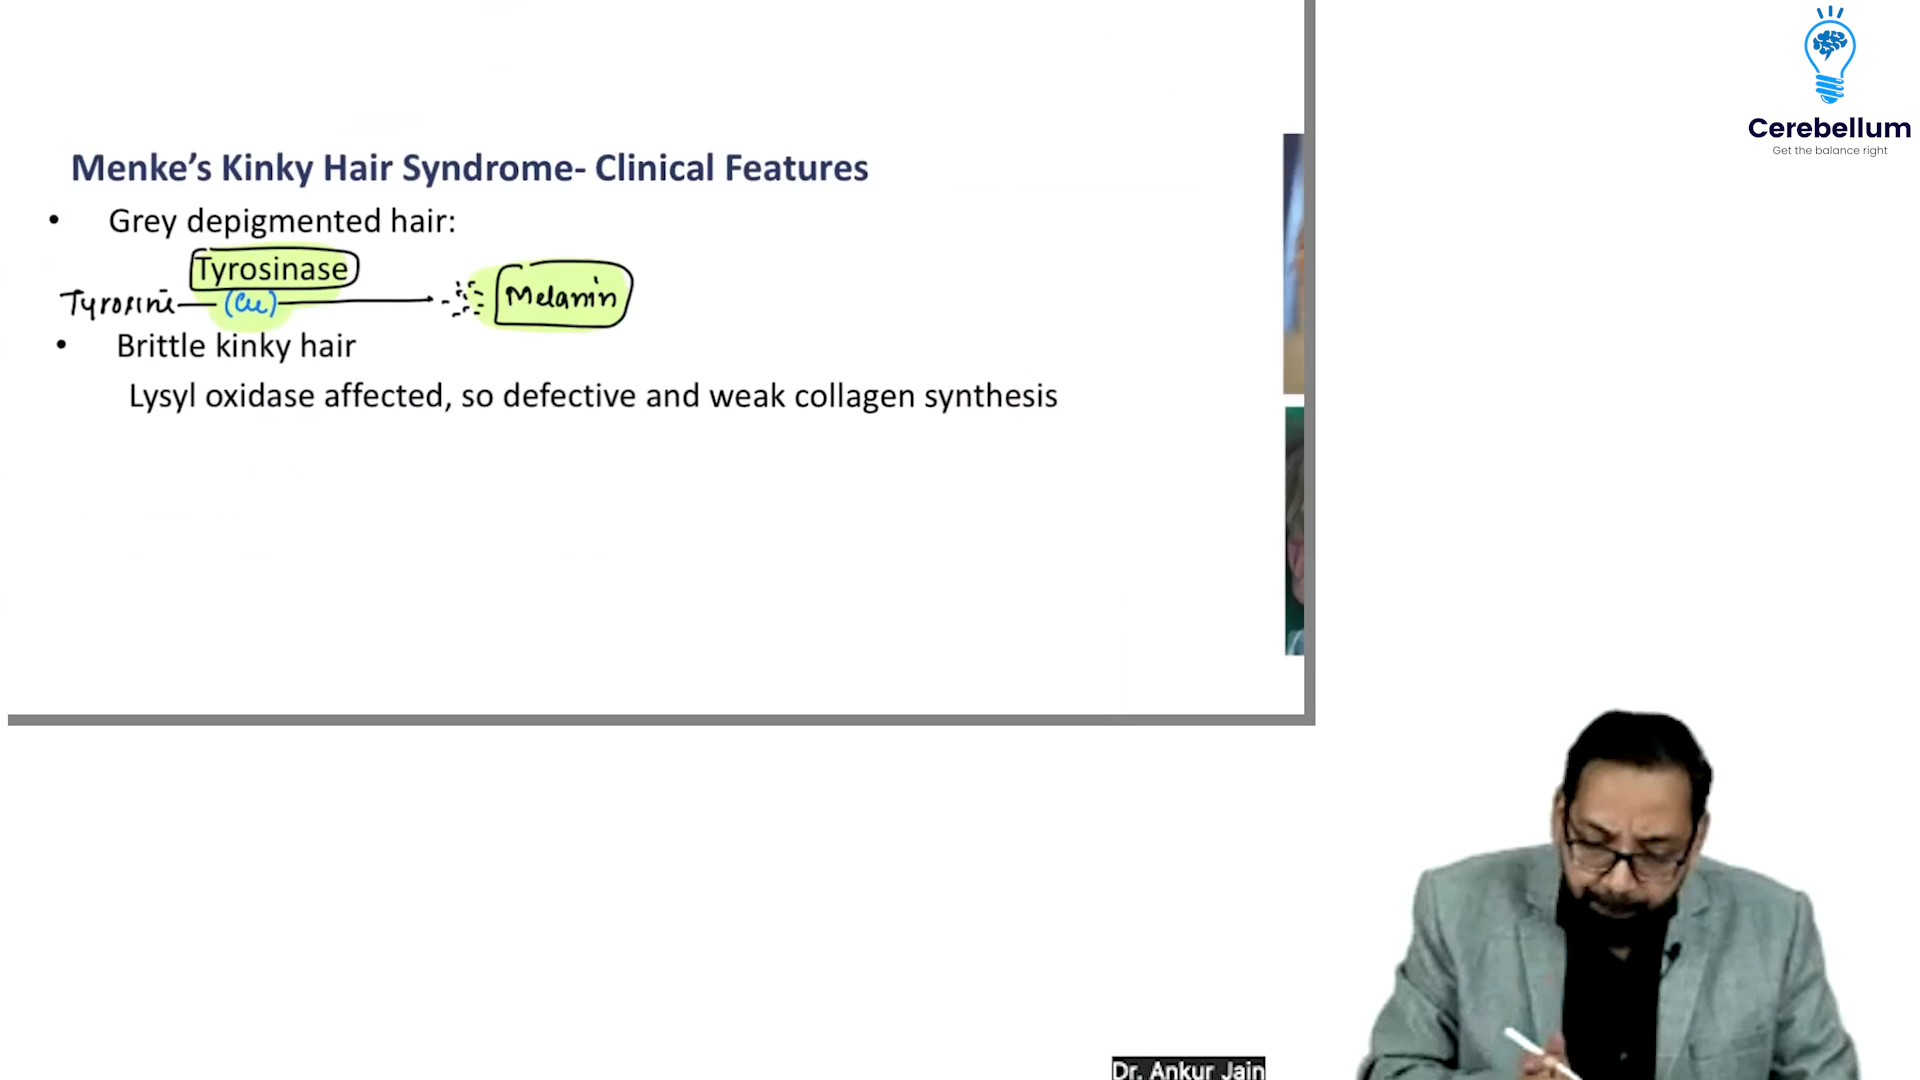 Cerebellum
Get the balance right
Menke's Kinky Hair Syndrome- Clinical Features
• Grey depigmented hair:
Tyrosinase
Tyrosine (Cu) Melanin
• Brittle kinky hair
Lysyl oxidase affected, so defective and weak collagen synthesis
Dr. Ankur Jain